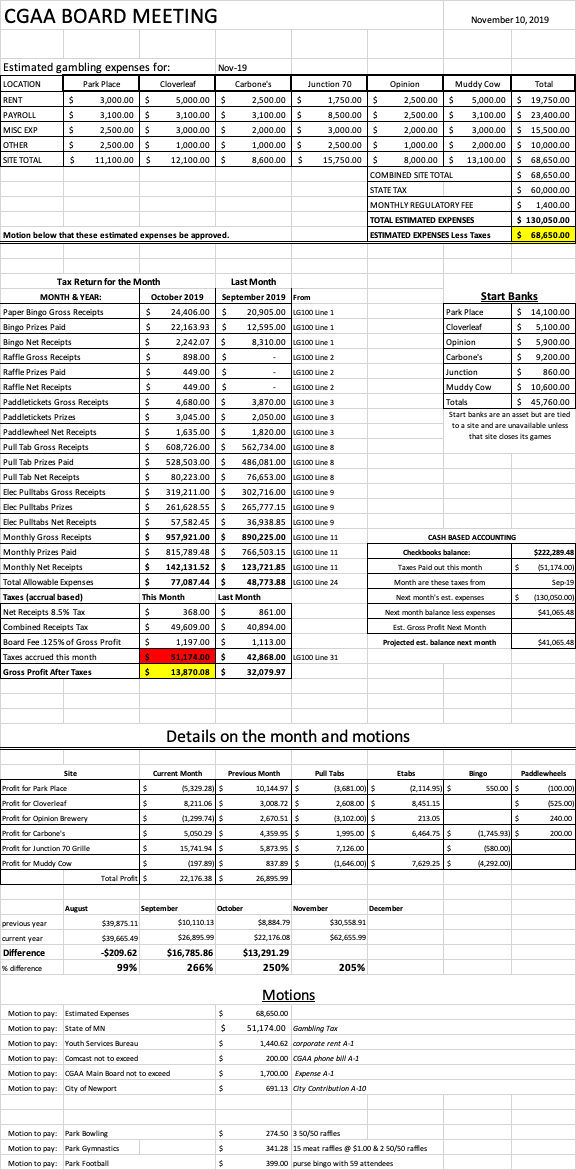 CGAA BOARD MEETING November 10, 2019
Estimated gambling expenses for: Nov-19
LOCATION Park Place Cloverleaf Carbone's Junction 70 Opinion Muddy Cow Total
RENT $ 3,000.00 $ 5,000.00 $ 2,500.00 $ 1,750.00 $ 2,500.00 $ 5,000.00 $ 19,750.00
PAYROLL $ 3,100.00 $ 3,100.00 $ 3,100.00 $ 8,500.00 $ 2,500.00 $ 3,100.00 $ 23,400.00
MISC EXP $ 2,500.00 $ 3,000.00 $ 2,000.00 $ 3,000.00 $ 2,000.00 $ 3,000.00 $ 15,500.00
OTHER $ 2,500.00 $ 1,000.00 $ 1,000.00 $ 2,500.00 $ 1,000.00 $ 2,000.00 $ 10,000.00
SITE TOTAL $ 11,100.00 $ 12,100.00 $ 8,600.00 $ 15,750.00 $ 8,000.00 $ 13,100.00 $ 68,650.00
COMBINED SITE TOTAL $ 68,650.00
STATE TAX $ 60,000.00
MONTHLY REGULATORY FEE $ 1,400.00
TOTAL ESTIMATED EXPENSES $ 130,050.00
Motion below that these estimated expenses be approved. ESTIMATED EXPENSES Less Taxes $ 68,650.00
Tax Return for the Month Last Month
MONTH & YEAR: October 2019 September 2019 From
Paper Bingo Gross Receipts $ 24,406.00 $ 20,905.00 LG100 Line 1
Bingo Prizes Paid $ 22,163.93 $ 12,595.00 LG100 Line 1
Bingo Net Receipts $ 2,242.07 $ 8,310.00 LG100 Line 1
Raffle Gross Receipts $ 898.00 $ - LG100 Line 2
Raffle Prizes Paid $ 449.00 $ - LG100 Line 2
Raffle Net Receipts $ 449.00 $ - LG100 Line 2
Paddletickets Gross Receipts $ 4,680.00 $ 3,870.00 LG100 Line 3
Paddletickets Prizes $ 3,045.00 $ 2,050.00 LG100 Line 3
Paddlewheel Net Receipts $ 1,635.00 $ 1,820.00 LG100 Line 3
Pull Tab Gross Receipts $ 608,726.00 $ 562,734.00 LG100 Line 8
Pull Tab Prizes Paid $ 528,503.00 $ 486,081.00 LG100 Line 8
Pull Tab Net Receipts $ 80,223.00 $ 76,653.00 LG100 Line 8
Elec Pulltabs Gross Receipts $ 319,211.00 $ 302,716.00 LG100 Line 9
Elec Pulltabs Prizes $ 261,628.55 $ 265,777.15 LG100 Line 9
Elec Pulltabs Net Receipts $ 57,582.45 $ 36,938.85 LG100 Line 9
Monthly Gross Receipts $ 957,921.00 $ 890,225.00 LG100 Line 11
Monthly Prizes Paid $ 815,789.48 $ 766,503.15 LG100 Line 11
Monthly Net Receipts $ 142,131.52 $ 123,721.85 LG100 Line 11
Total Allowable Expenses $ 77,087.44 $ 48,773.88 LG100 Line 24
Taxes (accrual based) This Month Last Month
Net Receipts 8.5% Tax $ 368.00 $ 861.00
Combined Receipts Tax $ 49,609.00 $ 40,894.00
Board Fee .125% of Gross Profit $ 1,197.00 $ 1,113.00
Taxes accrued this month $ 51,174.00 $ 42,868.00 LG100 Line 31
Gross Profit After Taxes $ 13,870.08 $ 32,079.97
Start Banks
Park Place $ 14,100.00
Cloverleaf $ 5,100.00
Opinion $ 5,900.00
Carbone's $ 9,200.00
Junction $ 860.00
Muddy Cow $ 10,600.00
Totals $ 45,760.00
Start banks are an asset but are tied
to a site and are unavailable unless
that site closes its games
CASH BASED ACCOUNTING
Checkbooks balance: $222,289.48
Taxes Paid out this month $ (51,174.00)
Month are these taxes from Sep-19
Next month's est. expenses $ (130,050.00)
Next month balance less expenses $41,065.48
Est. Gross Profit Next Month
Projected est. balance next month $41,065.48
Details on the month and motions
Site Current Month Previous Month Pull Tabs Etabs Bingo Paddlewheels
Profit for Park Place $ (5,329.28) $ 10,144.97 $ (3,681.00) $ (2,114.95) $ 550.00 $ (100.00)
Profit for Cloverleaf $ 8,211.06 $ 3,008.72 $ 2,608.00 $ 8,451.15 $ (525.00)
Profit for Opinion Brewery $ (1,299.74) $ 2,670.51 $ (3,102.00) $ 213.05 $ 240.00
Profit for Carbone's $ 5,050.29 $ 4,359.95 $ 1,995.00 $ 6,464.75 $ (1,745.93) $ 200.00
Profit for Junction 70 Grille $ 15,741.94 $ 5,873.95 $ 7,126.00 $ (580.00)
Profit for Muddy Cow $ (197.89) $ 837.89 $ (1,646.00) $ 7,629.25 $ (4,292.00)
Total Profit $ 22,176.38 $ 26,895.99
August September October November December
previous year $39,875.11 $10,110.13 $8,884.79 $30,558.91
current year $39,665.49 $26,895.99 $22,176.08 $62,655.99
Difference -$209.62 $16,785.86 $13,291.29
% difference 99% 266% 250% 205%
Motions
Motion to pay: Estimated Expenses $ 68,650.00
Motion to pay: State of MN $ 51,174.00 Gambling Tax
Motion to pay: Youth Services Bureau $ 1,440.62 corporate rent A-1
Motion to pay: Comcast not to exceed $ 200.00 CGAA phone bill A-1
Motion to pay: CGAA Main Board not to exceed $ 1,700.00 Expense A-1
Motion to pay: City of Newport $ 691.13 City Contribution A-10
Motion to pay: Park Bowling $ 274.50 3 50/50 raffles
Motion to pay: Park Gymnastics $ 341.28 15 meat raffles @ $1.00 & 2 50/50 raffles
Motion to pay: Park Football $ 399.00 purse bingo with 59 attendees